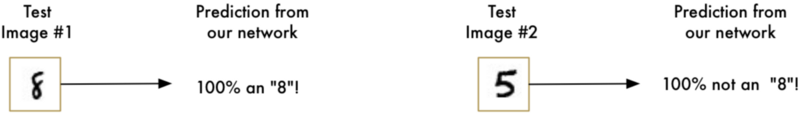 Test
Image #1
Prediction from
our network
8
100% an "8"!
Test
Image #2
Prediction from
our network
5
100% not an "8"!